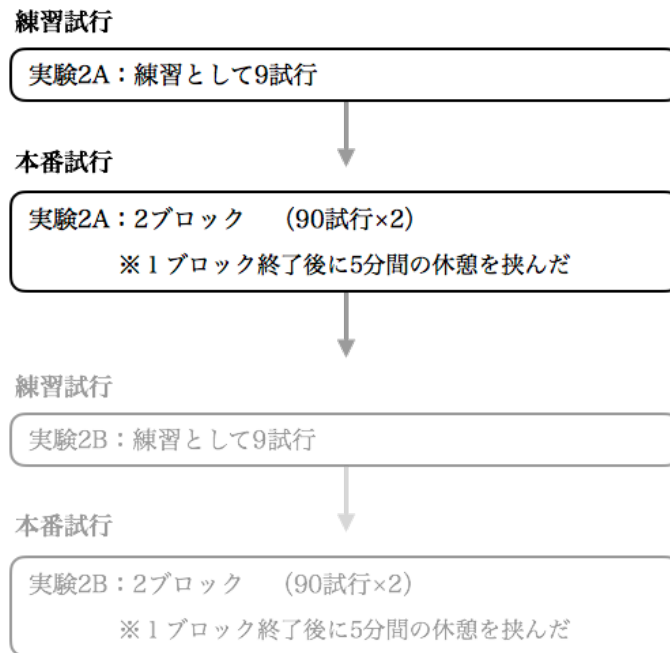 練習試行
実験2A：練習として9試行
本番試行
実験2A：2ブロック　（90試行×2）
※１ブロック終了後に5分間の休憩を挟んだ
練習試行
実験2B：練習として9試行
本番試行
実験2B：2ブロック　（90試行×2）
※１ブロック終了後に5分間の休憩を挟んだ